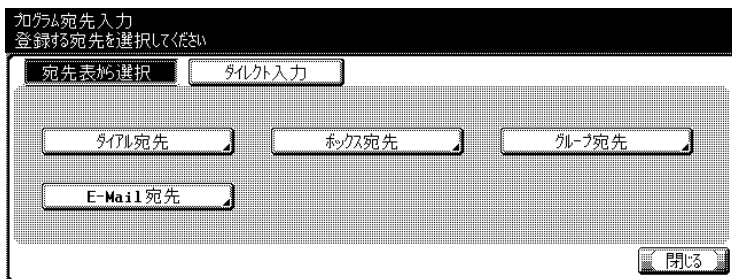 プログラム宛先入力
登録する宛先を選択してください
宛先表から選択 ダイレクト入力
ダイアル宛先 ボックス宛先 グループ宛先
E-Mail宛先
閉じる